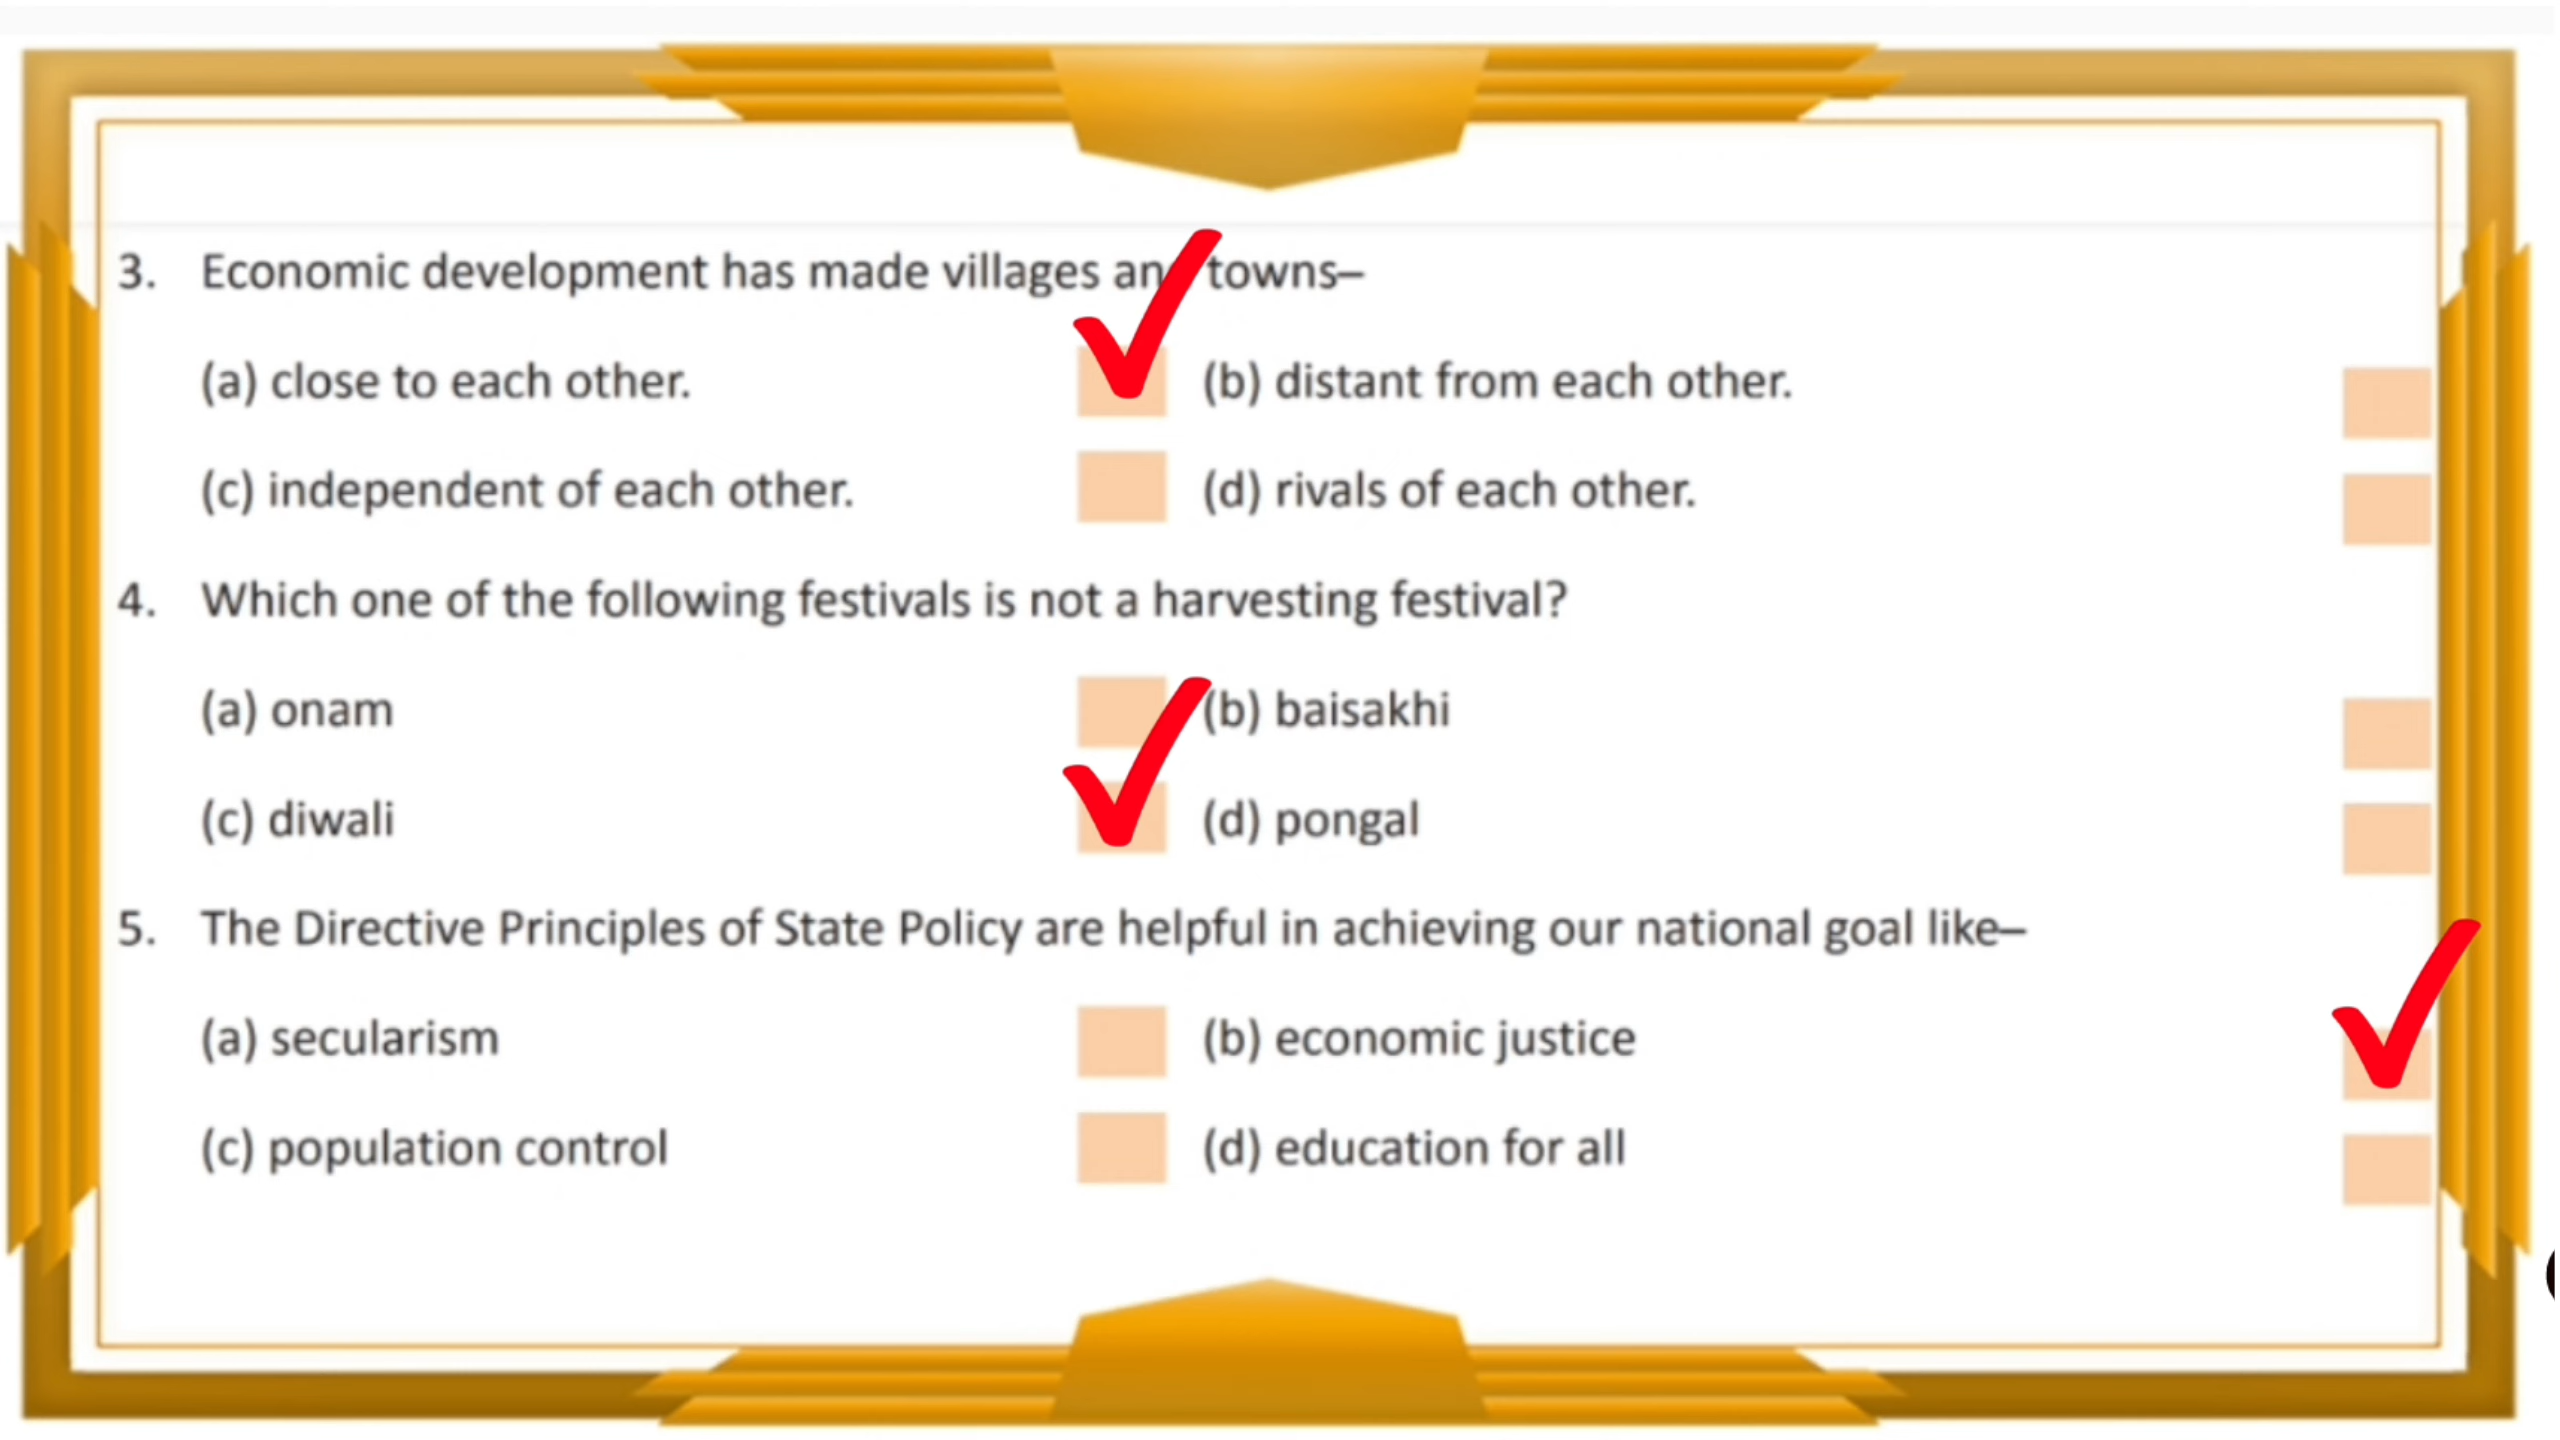 3. Economic development has made villages and towns–
(a) close to each other. (b) distant from each other.
(c) independent of each other. (d) rivals of each other.
4. Which one of the following festivals is not a harvesting festival?
(a) onam (b) baisakhi
(c) diwali (d) pongal
5. The Directive Principles of State Policy are helpful in achieving our national goal like–
(a) secularism (b) economic justice
(c) population control (d) education for all